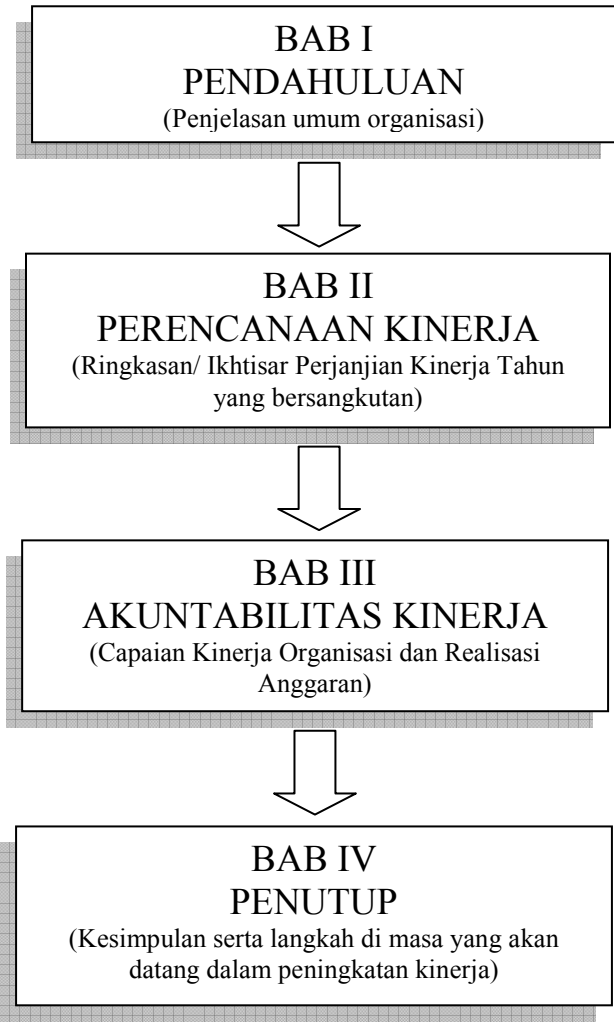 BAB I
PENDAHULUAN
(Penjelasan umum organisasi)
BAB II
PERENCANAAN KINERJA
(Ringkasan/ Ikhtisar Perjanjian Kinerja Tahun
yang bersangkutan)
BAB III
AKUNTABILITAS KINERJA
(Capaian Kinerja Organisasi dan Realisasi
Anggaran)
BAB IV
PENUTUP
(Kesimpulan serta langkah di masa yang akan
datang dalam peningkatan kinerja)